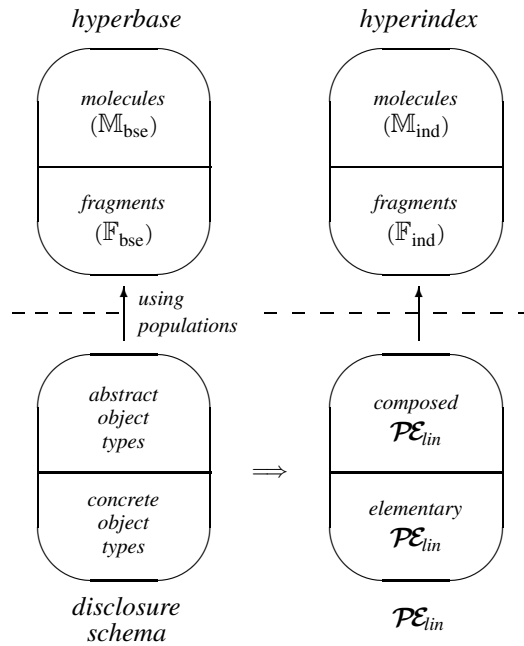 hyperbase hyperindex
molecules molecules
(𝕄bse) (𝕄ind)
fragments fragments
(𝔽bse) (𝔽ind)
using
populations
abstract
object
types
composed
𝓟𝓔lin
⟹
concrete
object
types
elementary
𝓟𝓔lin
disclosure
schema
𝓟𝓔lin